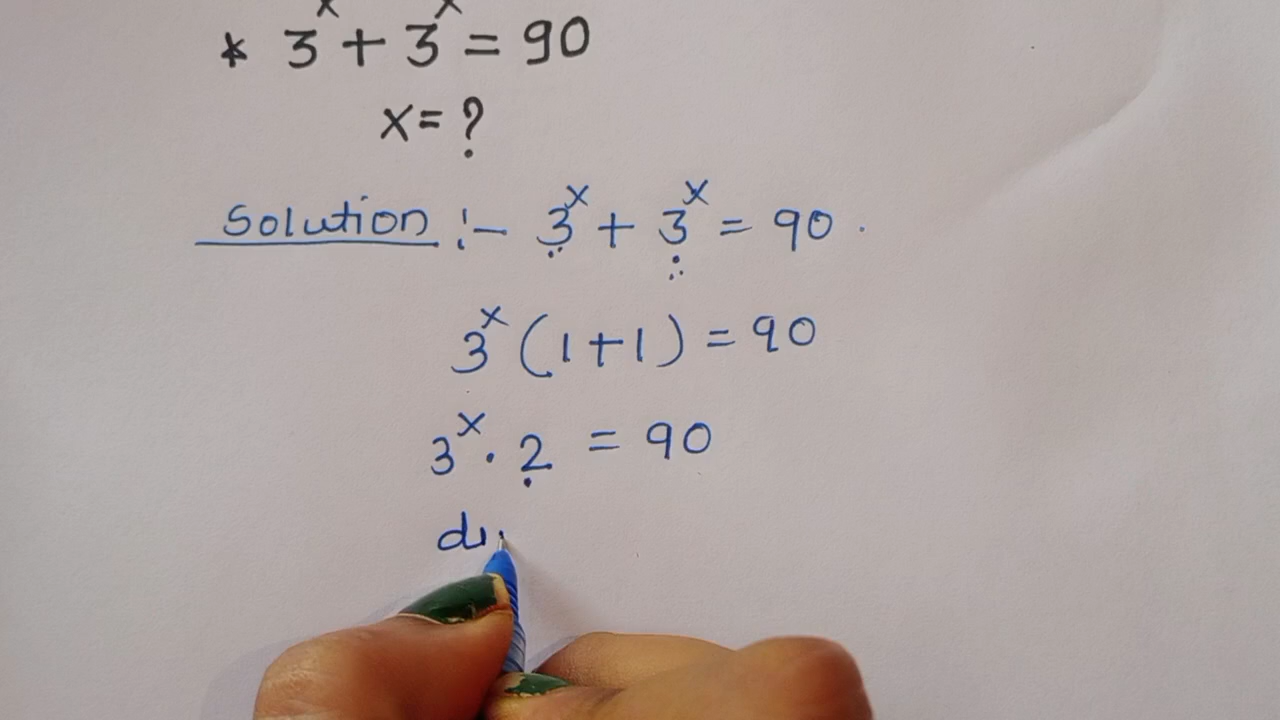 * 3^x + 3^x = 90
x = ?
Solution :- 3^x + 3^x = 90 .
3^x (1+1) = 90
3^x · 2 = 90